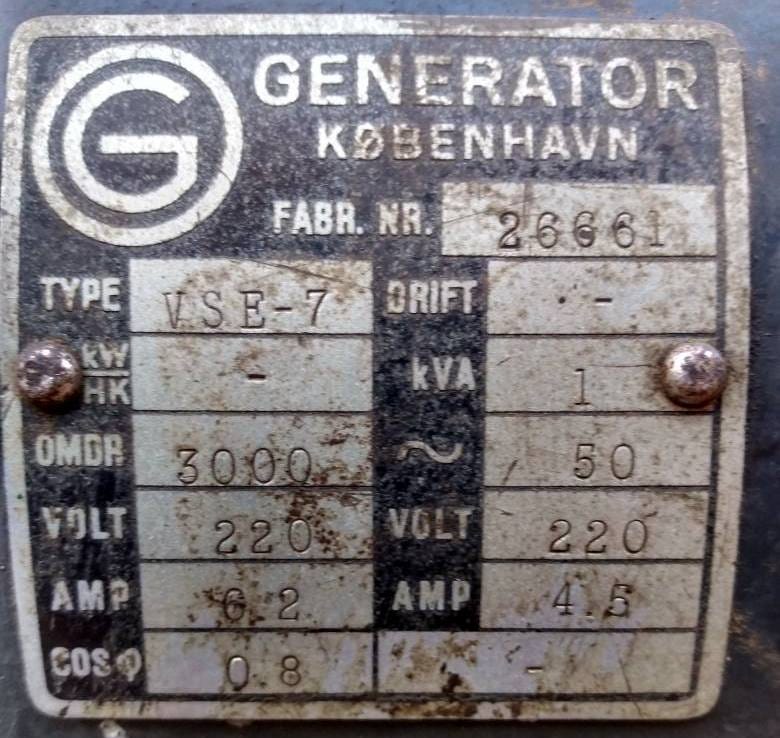 G GENERATOR
KØBENHAVN
FABR. NR. 26661
TYPE VSE-7 DRIFT -
kW/HK - kVA 1
OMDR 3000 ~ 50
VOLT 220 VOLT 220
AMP 6.2 AMP 4.5
COS φ 0.8 -